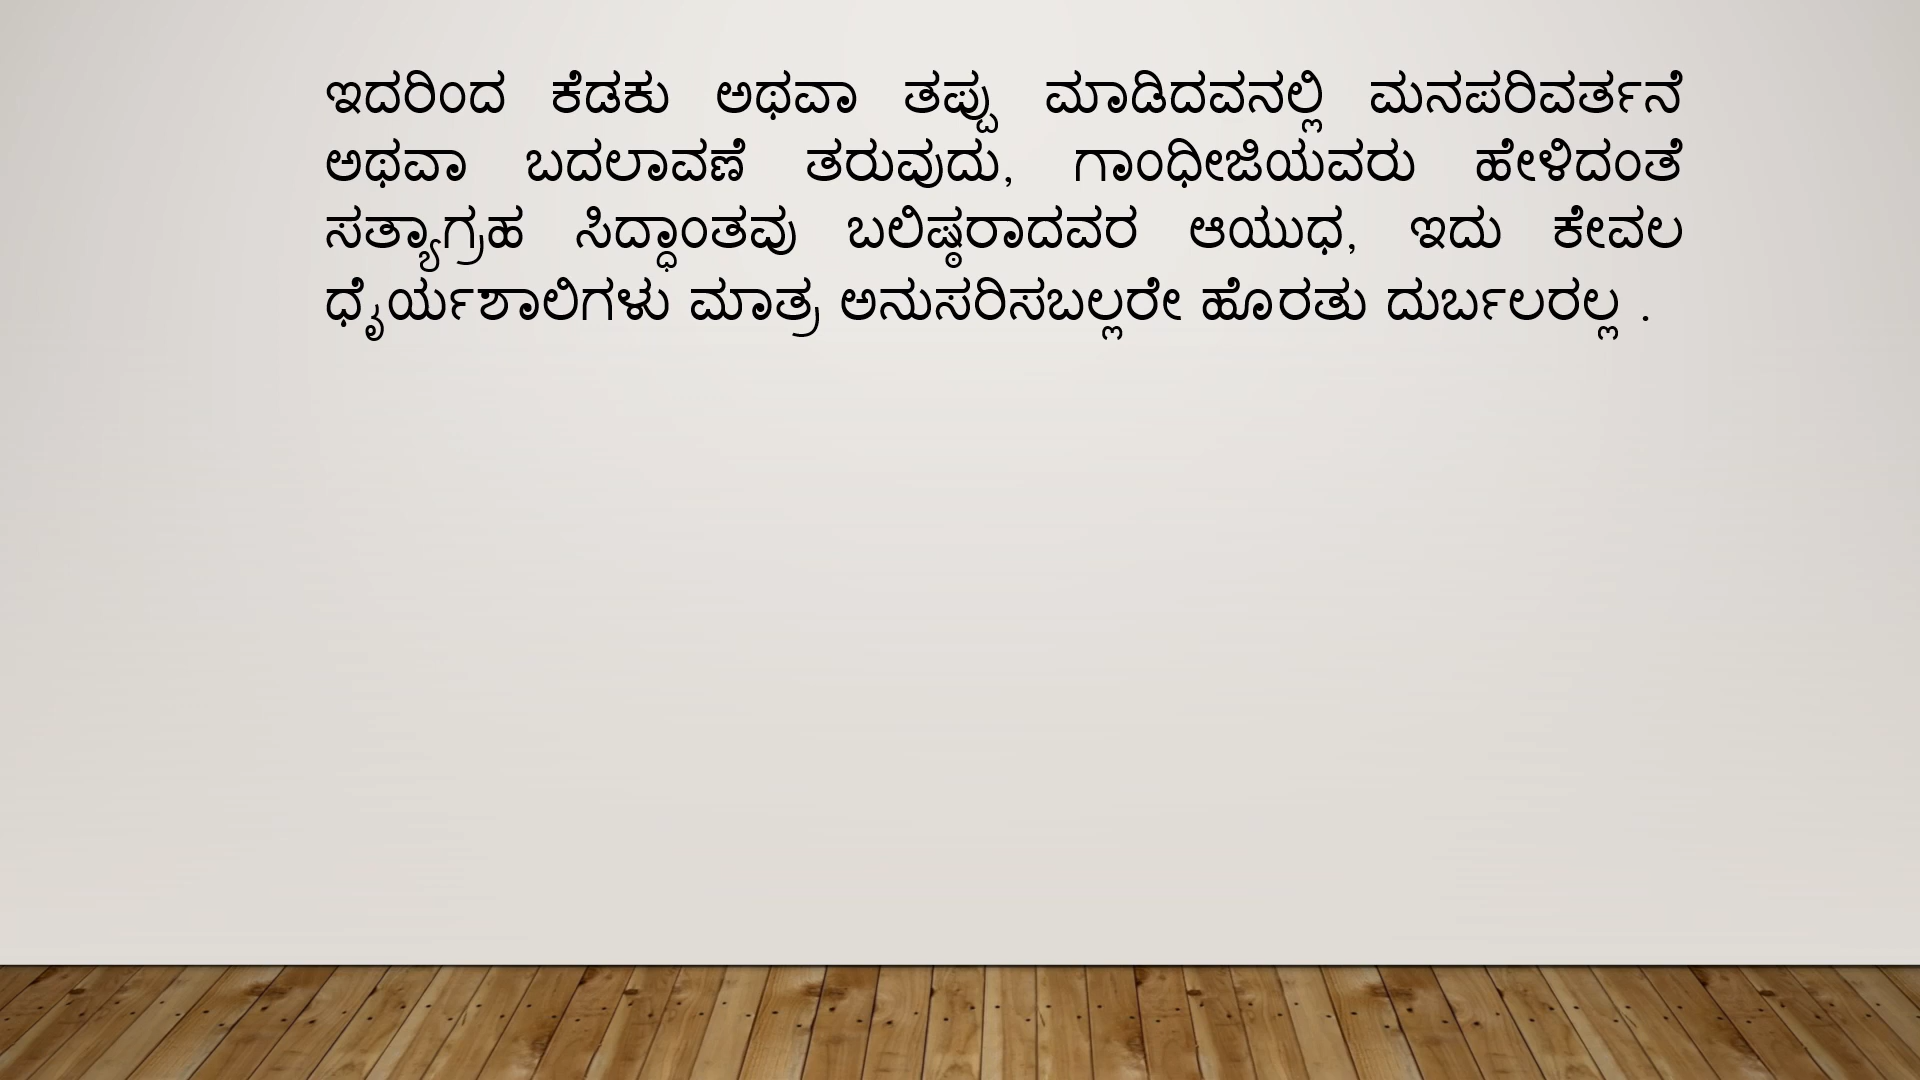 ಇದರಿಂದ ಕೆಡಕು ಅಥವಾ ತಪ್ಪು ಮಾಡಿದವನಲ್ಲಿ ಮನಪರಿವರ್ತನೆ
ಅಥವಾ ಬದಲಾವಣೆ ತರುವುದು, ಗಾಂಧೀಜಿಯವರು ಹೇಳಿದಂತೆ
ಸತ್ಯಾಗ್ರಹ ಸಿದ್ಧಾಂತವು ಬಲಿಷ್ಠರಾದವರ ಆಯುಧ, ಇದು ಕೇವಲ
ಧೈರ್ಯಶಾಲಿಗಳು ಮಾತ್ರ ಅನುಸರಿಸಬಲ್ಲರೇ ಹೊರತು ದುರ್ಬಲರಲ್ಲ .